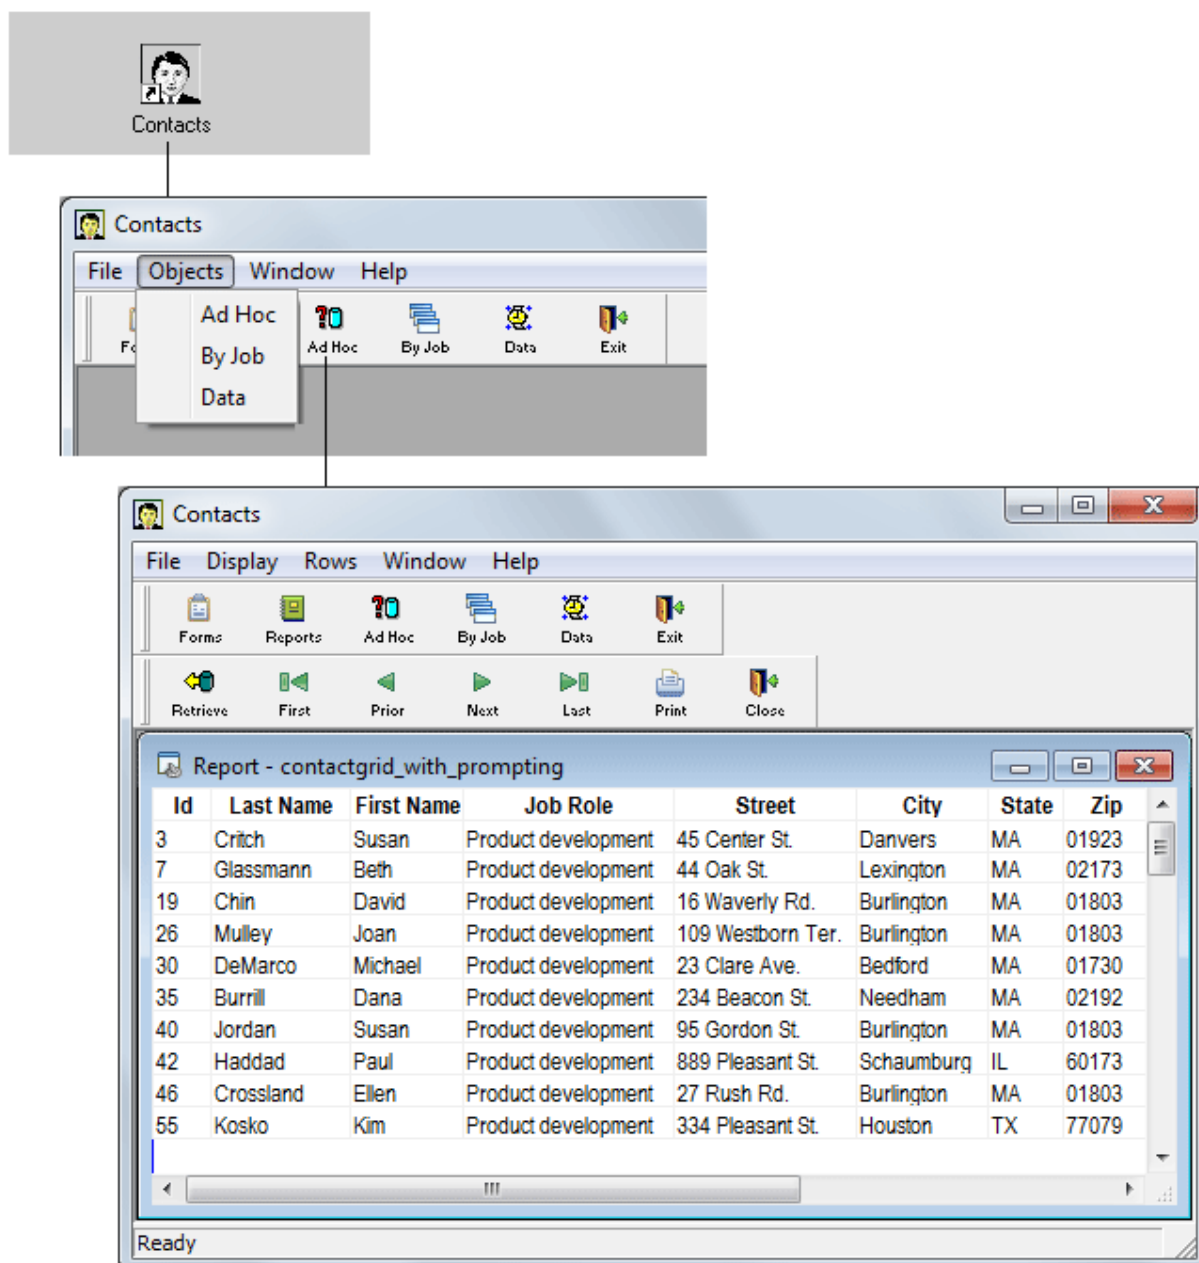 Contacts
Contacts
File Objects Window Help
Ad Hoc
By Job
Data
Ad Hoc By Job Data Exit
Contacts
File Display Rows Window Help
Forms Reports Ad Hoc By Job Data Exit
Retrieve First Prior Next Last Print Close
Report - contactgrid_with_prompting
Id Last Name First Name Job Role Street City State Zip
3 Critch Susan Product development 45 Center St. Danvers MA 01923
7 Glassmann Beth Product development 44 Oak St. Lexington MA 02173
19 Chin David Product development 16 Waverly Rd. Burlington MA 01803
26 Mulley Joan Product development 109 Westborn Ter. Burlington MA 01803
30 DeMarco Michael Product development 23 Clare Ave. Bedford MA 01730
35 Burrill Dana Product development 234 Beacon St. Needham MA 02192
40 Jordan Susan Product development 95 Gordon St. Burlington MA 01803
42 Haddad Paul Product development 889 Pleasant St. Schaumburg IL 60173
46 Crossland Ellen Product development 27 Rush Rd. Burlington MA 01803
55 Kosko Kim Product development 334 Pleasant St. Houston TX 77079
Ready